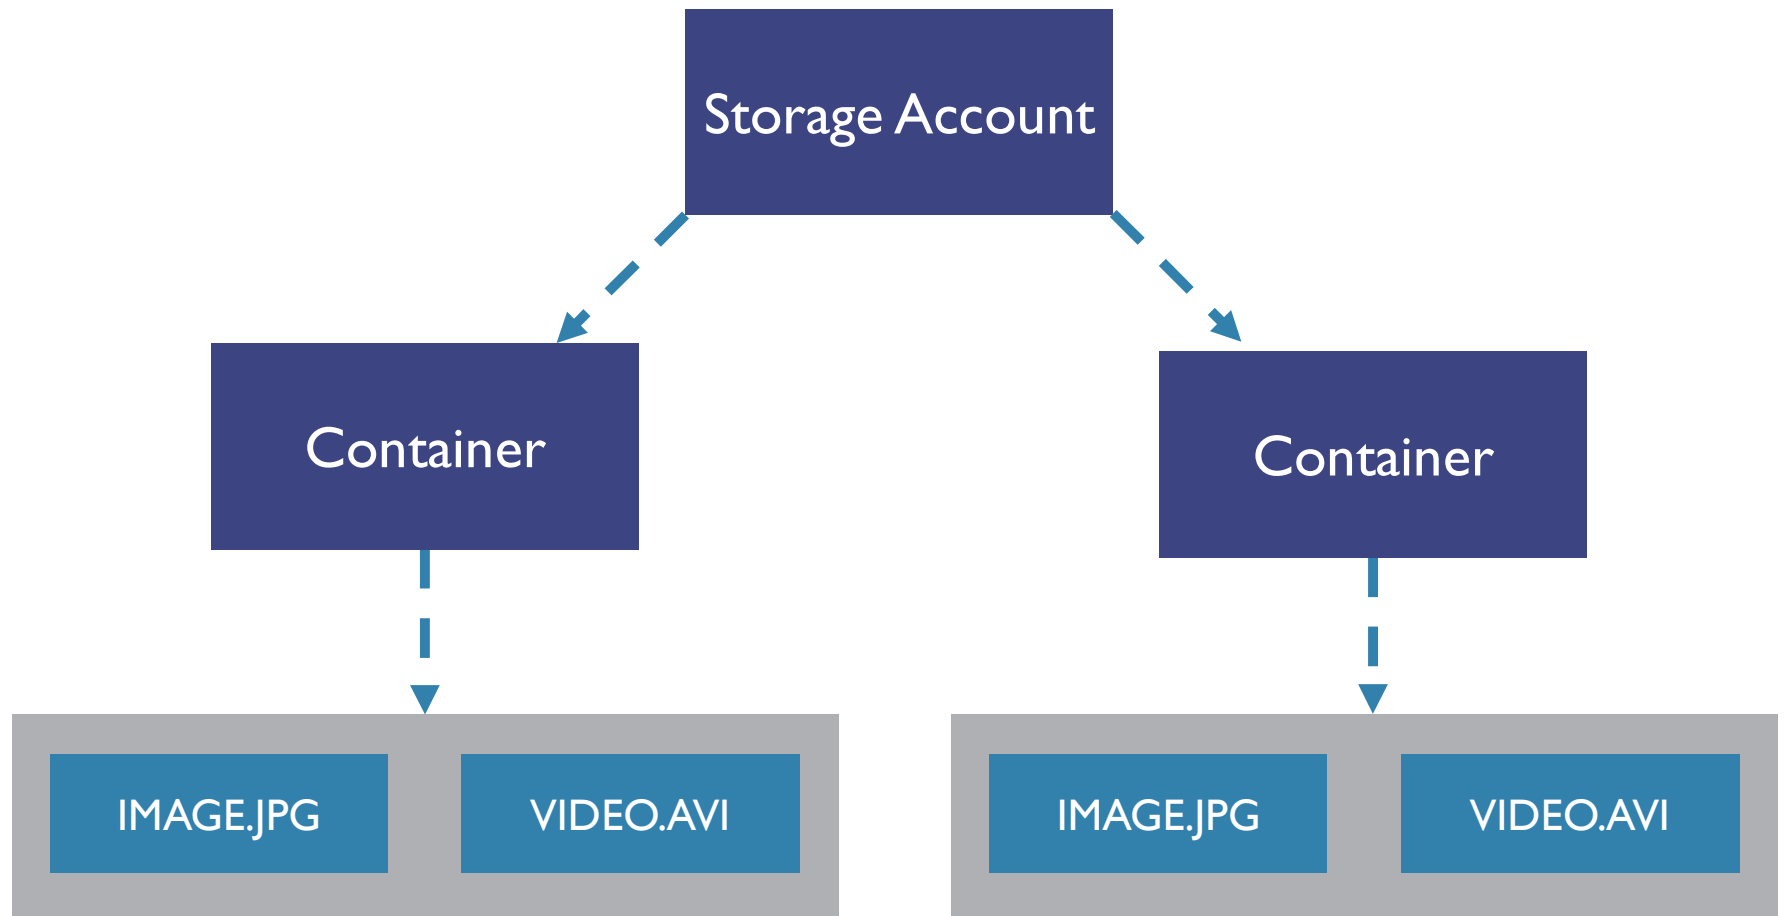 Storage Account
Container
Container
IMAGE.JPG
VIDEO.AVI
IMAGE.JPG
VIDEO.AVI